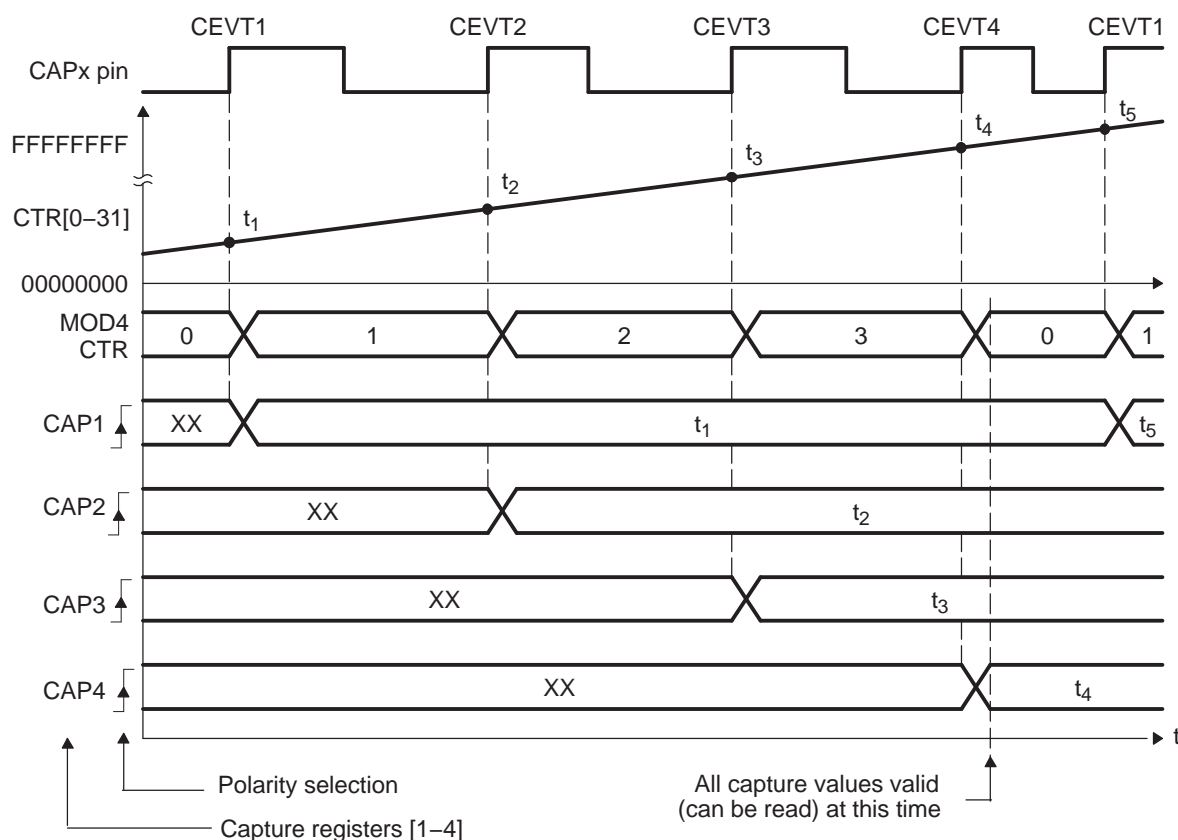 CEVT1 CEVT2 CEVT3 CEVT4 CEVT1
CAPx pin
FFFFFFFF
CTR[0–31]
00000000
t1 t2 t3 t4 t5
MOD4
CTR
0 1 2 3 0 1
CAP1 XX t1 t5
CAP2 XX t2
CAP3 XX t3
CAP4 XX t4
t
Polarity selection
Capture registers [1–4]
All capture values valid
(can be read) at this time